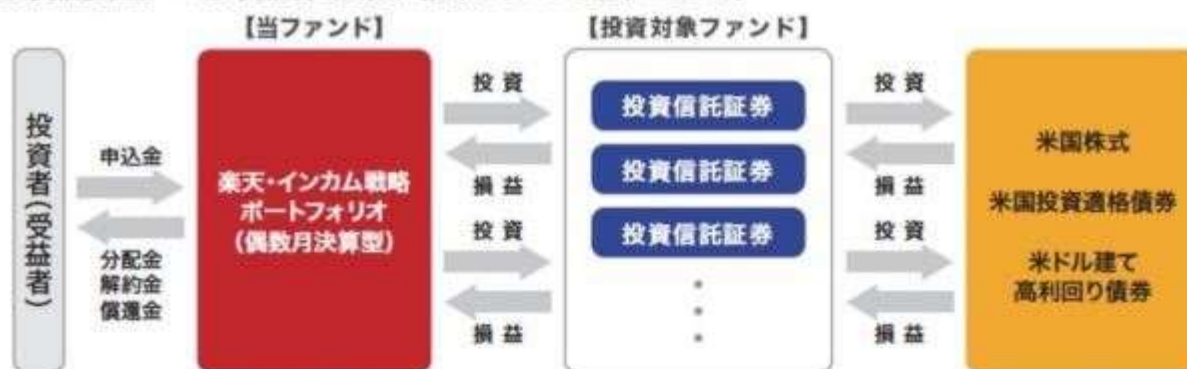 【当ファンド】
【投資対象ファンド】
投資者(受益者)
申込金
分配金
解約金
償還金
楽天・インカム戦略
ポートフォリオ
(偶数月決算型)
投資
損益
投資
損益
投資信託証券
投資信託証券
投資信託証券
投資
損益
投資
損益
米国株式
米国投資適格債券
米ドル建て
高利回り債券